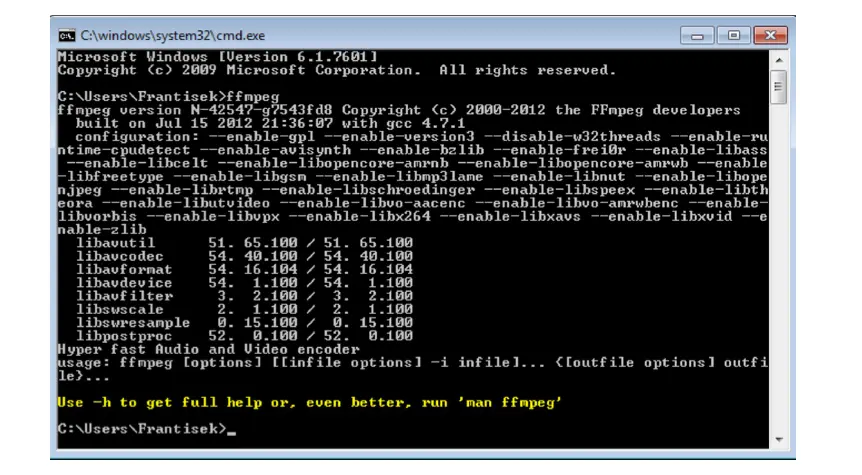 C:\windows\system32\cmd.exe
Microsoft Windows [Version 6.1.7601]
Copyright (c) 2009 Microsoft Corporation.  All rights reserved.
C:\Users\Frantisek>ffmpeg
ffmpeg version N-42547-g7543fd8 Copyright (c) 2000-2012 the FFmpeg developers
  built on Jul 15 2012 21:36:07 with gcc 4.7.1
  configuration: --enable-gpl --enable-version3 --disable-w32threads --enable-ru
ntime-cpudetect --enable-avisynth --enable-bzlib --enable-frei0r --enable-libass
 --enable-libcelt --enable-libopencore-amrnb --enable-libopencore-amrwb --enable
-libfreetype --enable-libgsm --enable-libmp3lame --enable-libnut --enable-libope
njpeg --enable-librtmp --enable-libschroedinger --enable-libspeex --enable-libth
eora --enable-libutvideo --enable-libvo-aacenc --enable-libvo-amrwbenc --enable-
libvorbis --enable-libvpx --enable-libx264 --enable-libxavs --enable-libxvid --e
nable-zlib
  libavutil      51. 65.100 / 51. 65.100
  libavcodec     54. 40.100 / 54. 40.100
  libavformat    54. 16.104 / 54. 16.104
  libavdevice    54.  1.100 / 54.  1.100
  libavfilter     3.  2.100 /  3.  2.100
  libswscale      2.  1.100 /  2.  1.100
  libswresample   0. 15.100 /  0. 15.100
  libpostproc    52.  0.100 / 52.  0.100
Hyper fast Audio and Video encoder
usage: ffmpeg [options] [[infile options] -i infile]... {[outfile options] outfi
le}...
Use -h to get full help or, even better, run 'man ffmpeg'
C:\Users\Frantisek>_